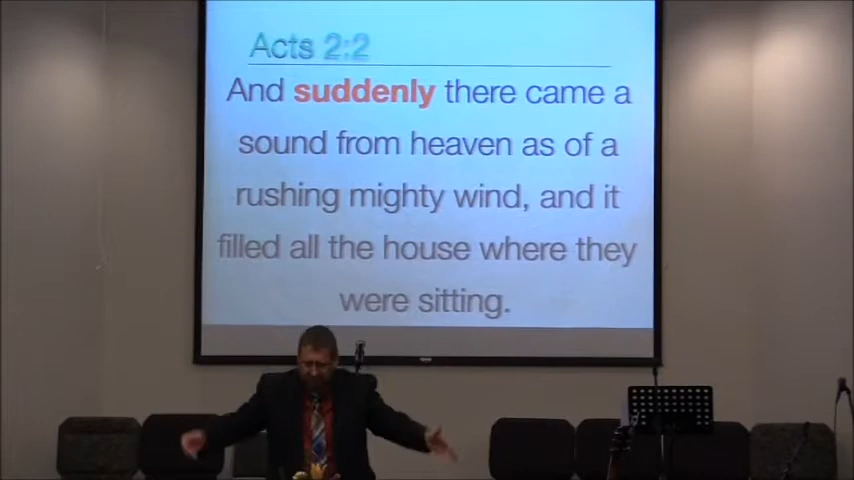 Acts 2:2
And suddenly there came a
sound from heaven as of a
rushing mighty wind, and it
filled all the house where they
were sitting.